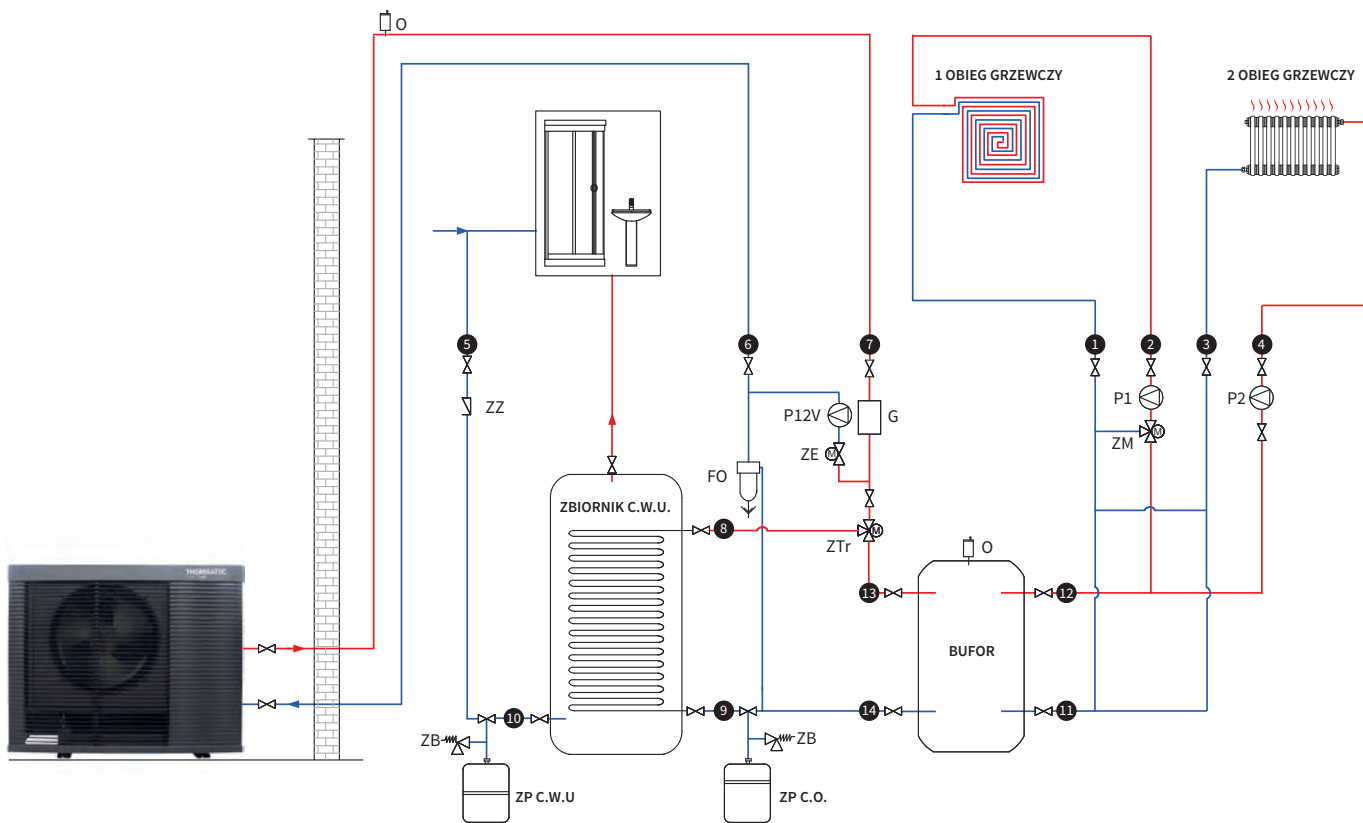 O
1 OBIEG GRZEWCZY
2 OBIEG GRZEWCZY
5
6
7
1
2
3
4
ZZ
P12V
G
P1
P2
ZE
ZM
M
M
FO
ZBIORNIK C.W.U.
8
ZTr
M
O
13
12
BUFOR
THERMATEC
10
9
14
11
ZB
ZB
ZP C.W.U
ZP C.O.